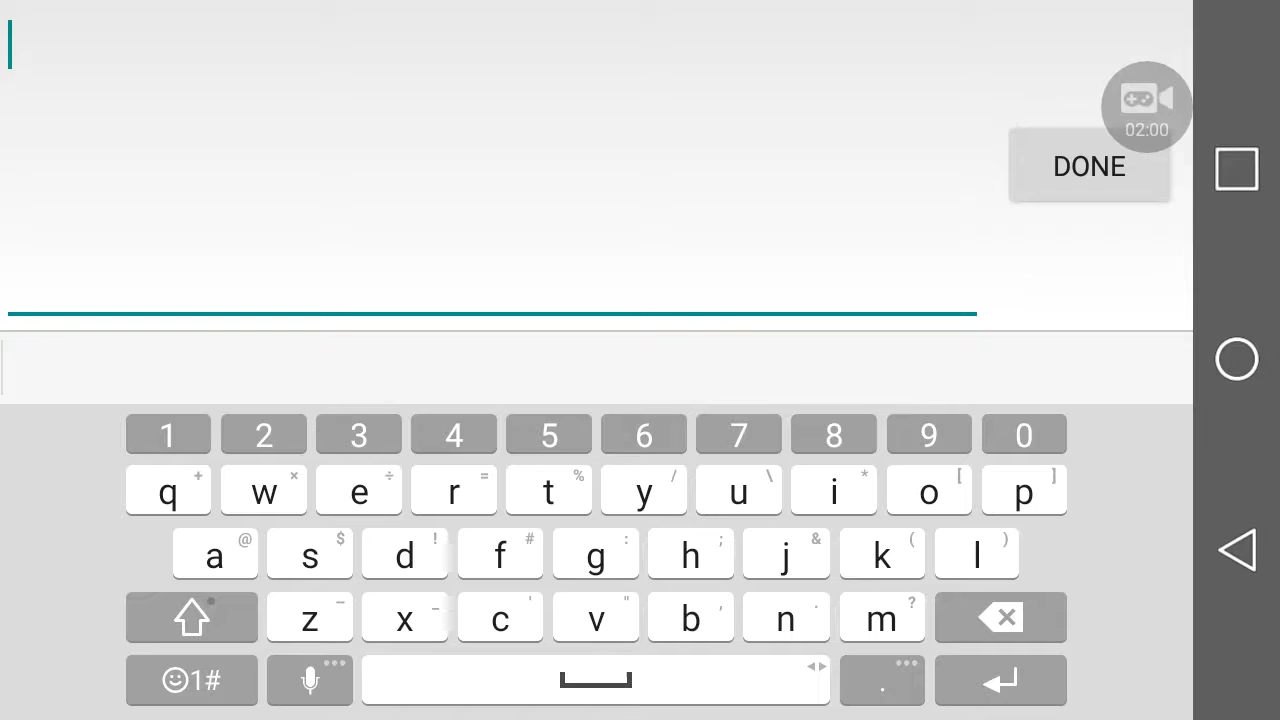 02:00
DONE
1 2 3 4 5 6 7 8 9 0
q + w × e ÷ r = t % y / u \ i * o [ p ]
a @ s $ d ! f # g : h ; j & k ( l )
z – x - c ' v " b , n . m ?
1# .